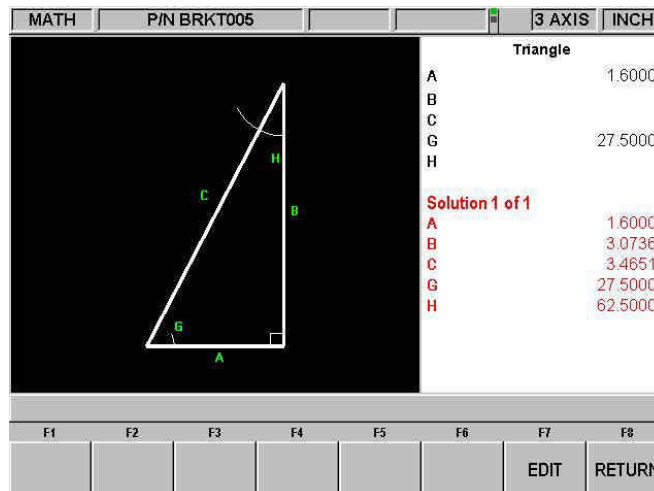 MATH P/N BRKT005 3 AXIS INCH
Triangle
A 1.6000
B
C
G 27.5000
H
Solution 1 of 1
A 1.6000
B 3.0736
C 3.4651
G 27.5000
H 62.5000
H
C
B
G
A
F1 F2 F3 F4 F5 F6 F7 F8
EDIT RETURN